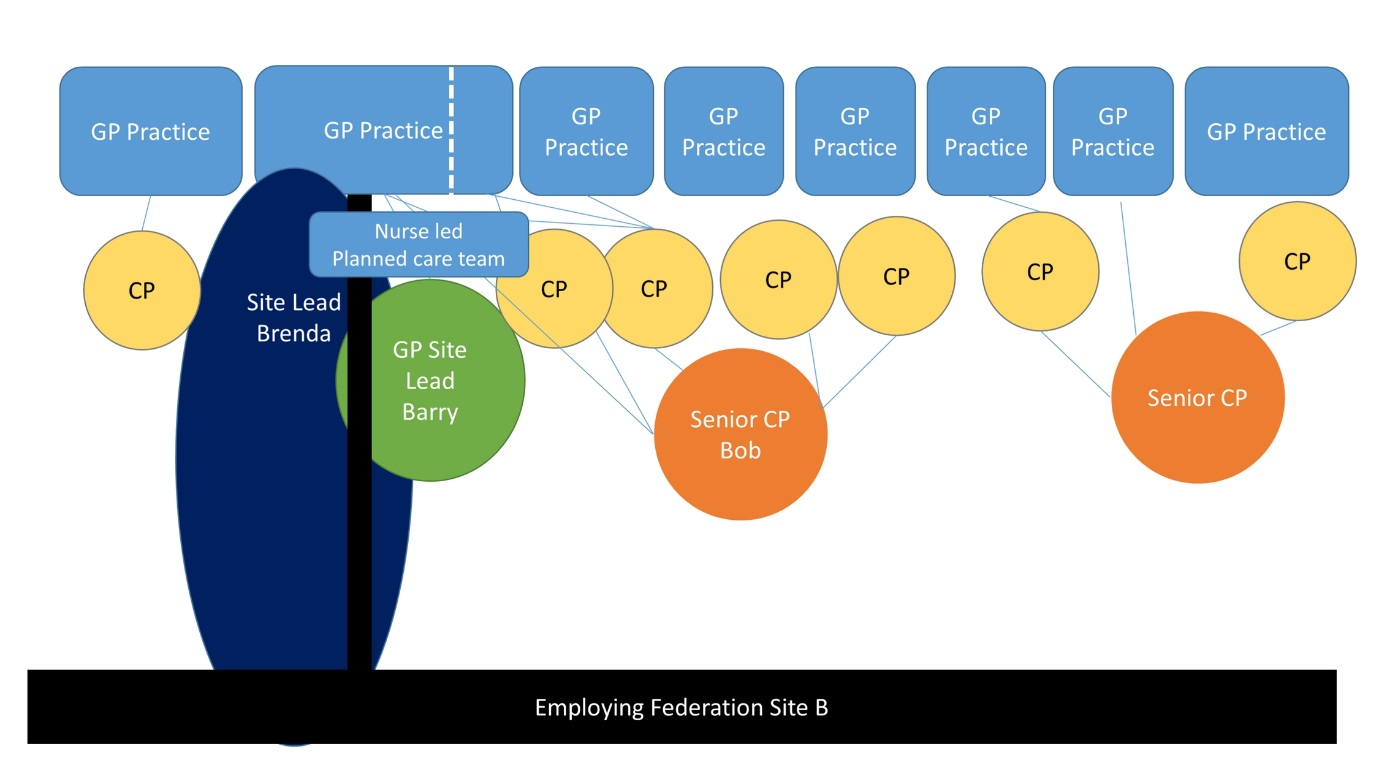 GP Practice
GP Practice
GP
Practice
GP
Practice
GP
Practice
GP
Practice
GP
Practice
GP Practice
Nurse led
Planned care team
CP
Site Lead
Brenda
GP Site
Lead
Barry
CP
CP
CP
CP
CP
CP
Senior CP
Bob
Senior CP
Employing Federation Site B